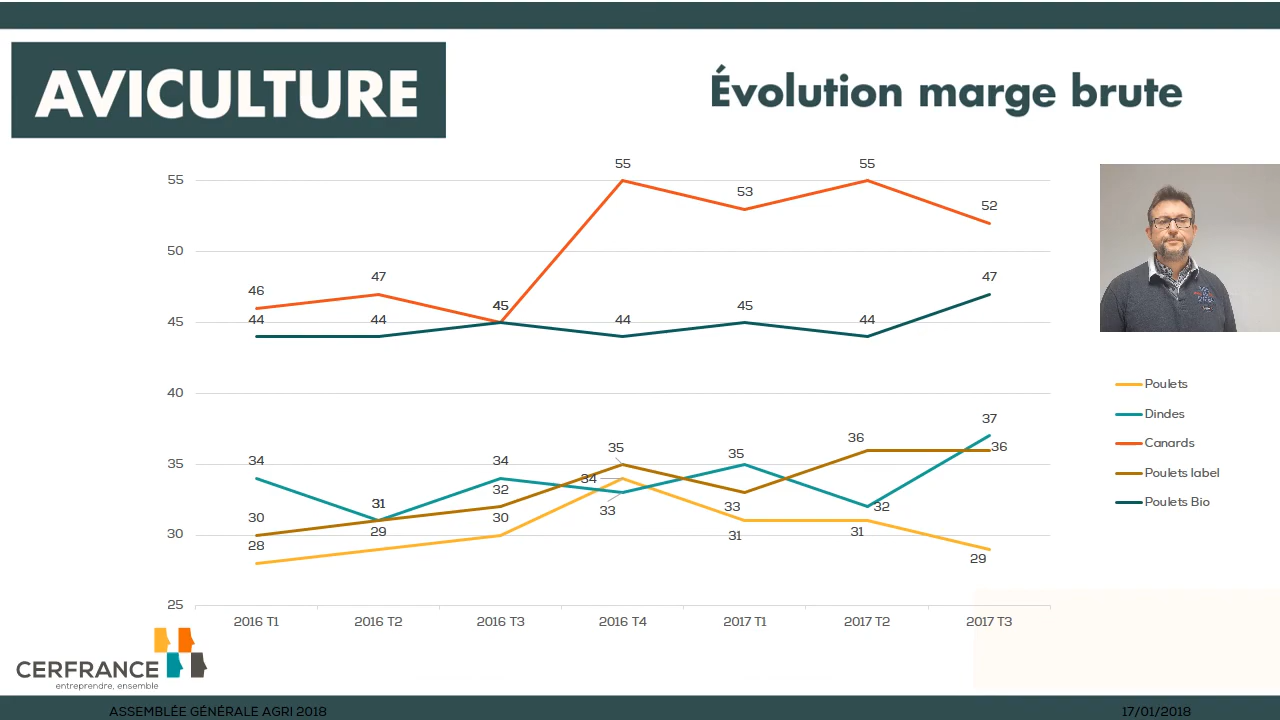 AVICULTURE
Évolution marge brute
55
50
45
40
35
30
25
46
47
45
55
53
55
52
44
44
45
44
45
44
47
34
31
34
33
35
32
37
30
31
32
35
33
36
36
28
29
30
34
31
31
29
2016 T1
2016 T2
2016 T3
2016 T4
2017 T1
2017 T2
2017 T3
Poulets
Dindes
Canards
Poulets label
Poulets Bio
CERFRANCE
entreprendre, ensemble
ASSEMBLÉE GÉNÉRALE AGRI 2018
17/01/2018